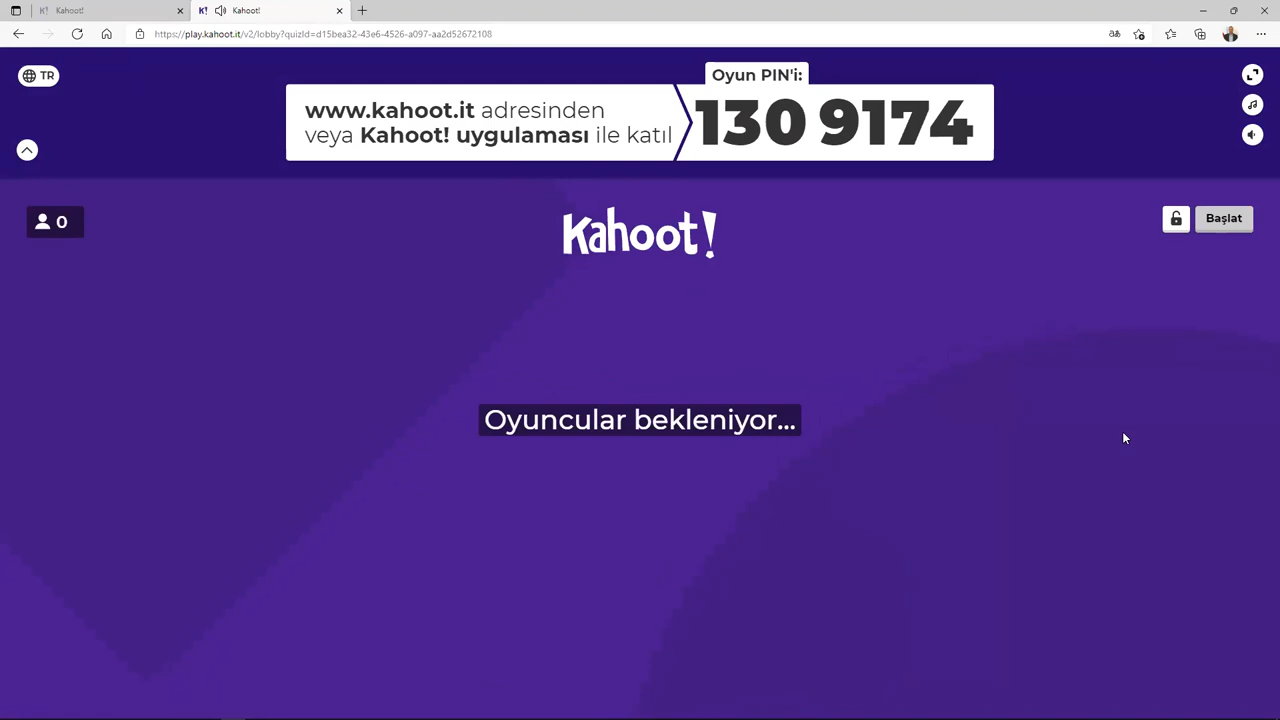 Kahoot!
Kahoot!
https://play.kahoot.it/v2/lobby?quizId=d15bea32-43e6-4526-a097-aa2d52672108
TR
Oyun PIN'i:
www.kahoot.it adresinden
veya Kahoot! uygulaması ile katıl
130 9174
0
Kahoot!
Başlat
Oyuncular bekleniyor...